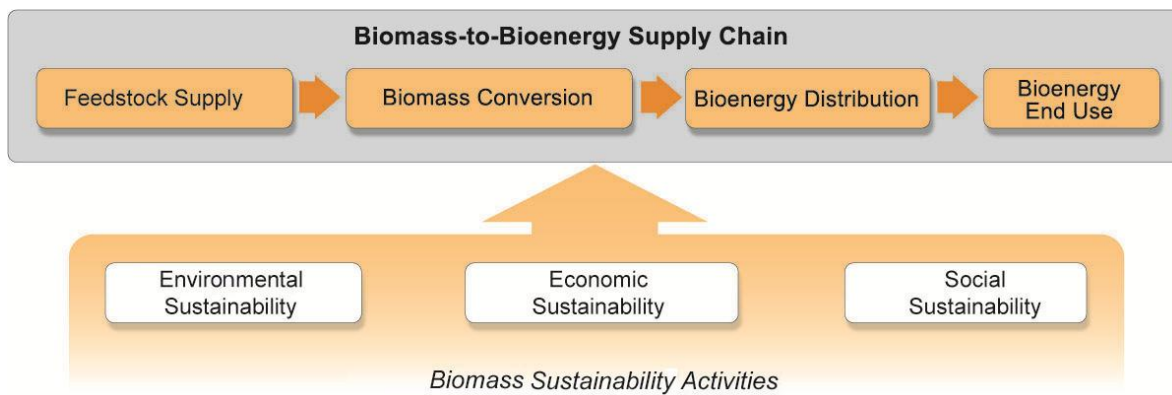 Biomass-to-Bioenergy Supply Chain
Feedstock Supply
Biomass Conversion
Bioenergy Distribution
Bioenergy
End Use
Environmental
Sustainability
Economic
Sustainability
Social
Sustainability
Biomass Sustainability Activities